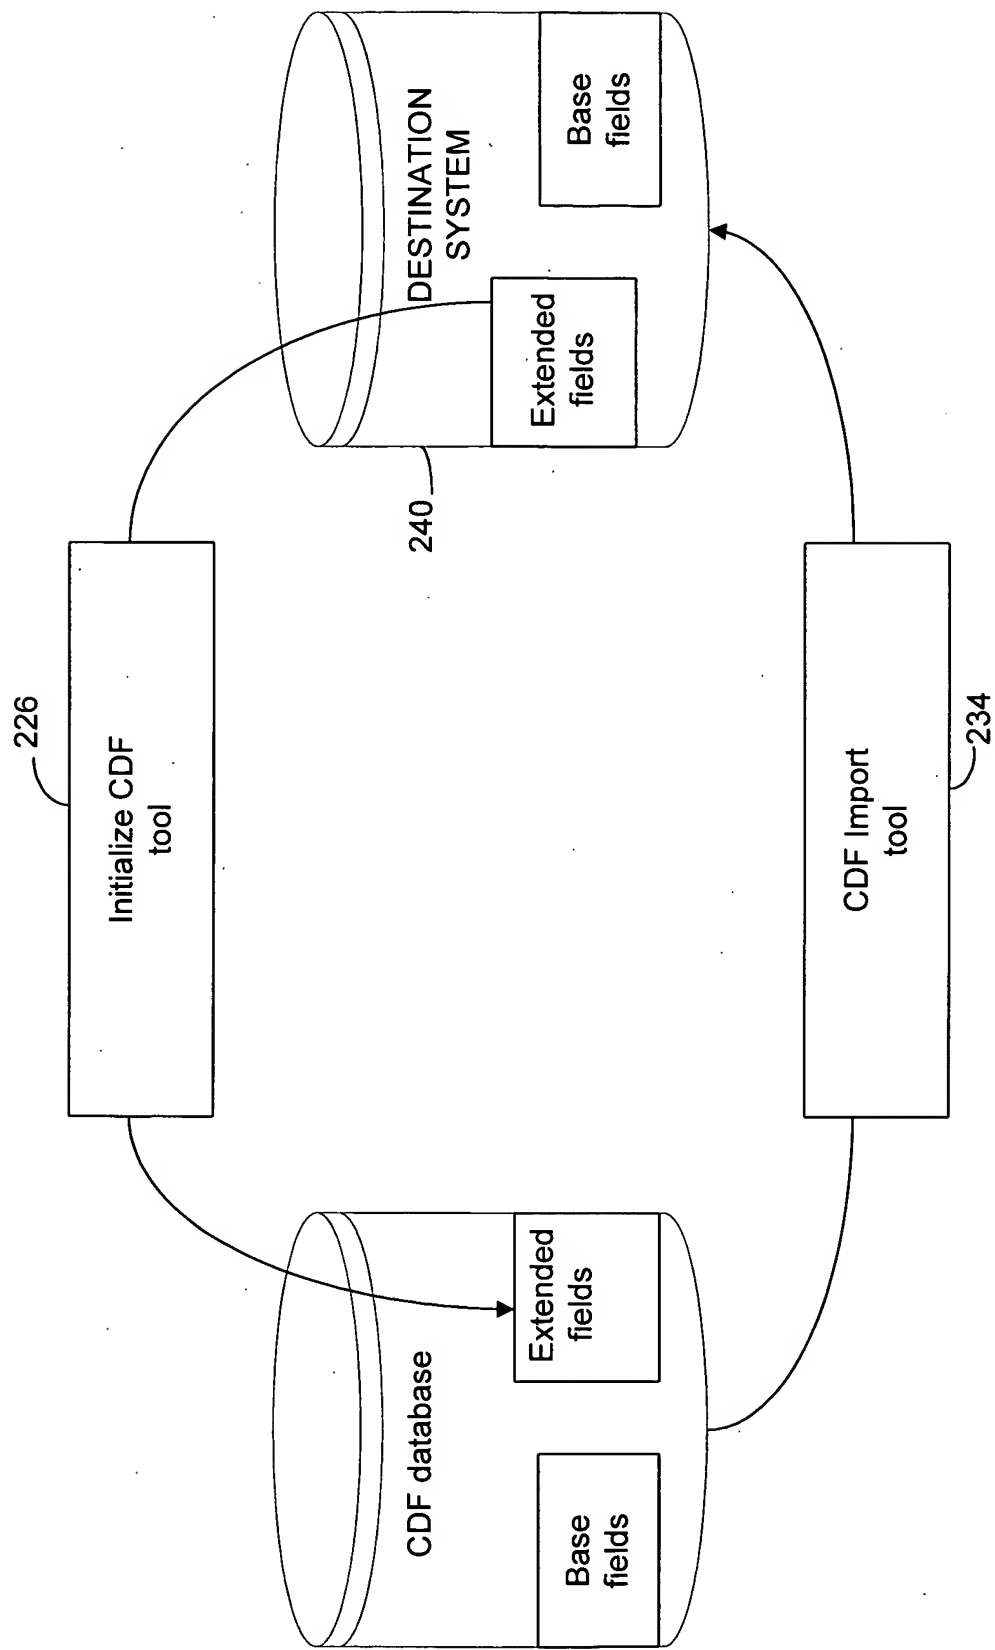 226
Initialize CDF
tool
CDF database
Base
fields
Extended
fields
240
DESTINATION
SYSTEM
Extended
fields
Base
fields
CDF Import
tool
234